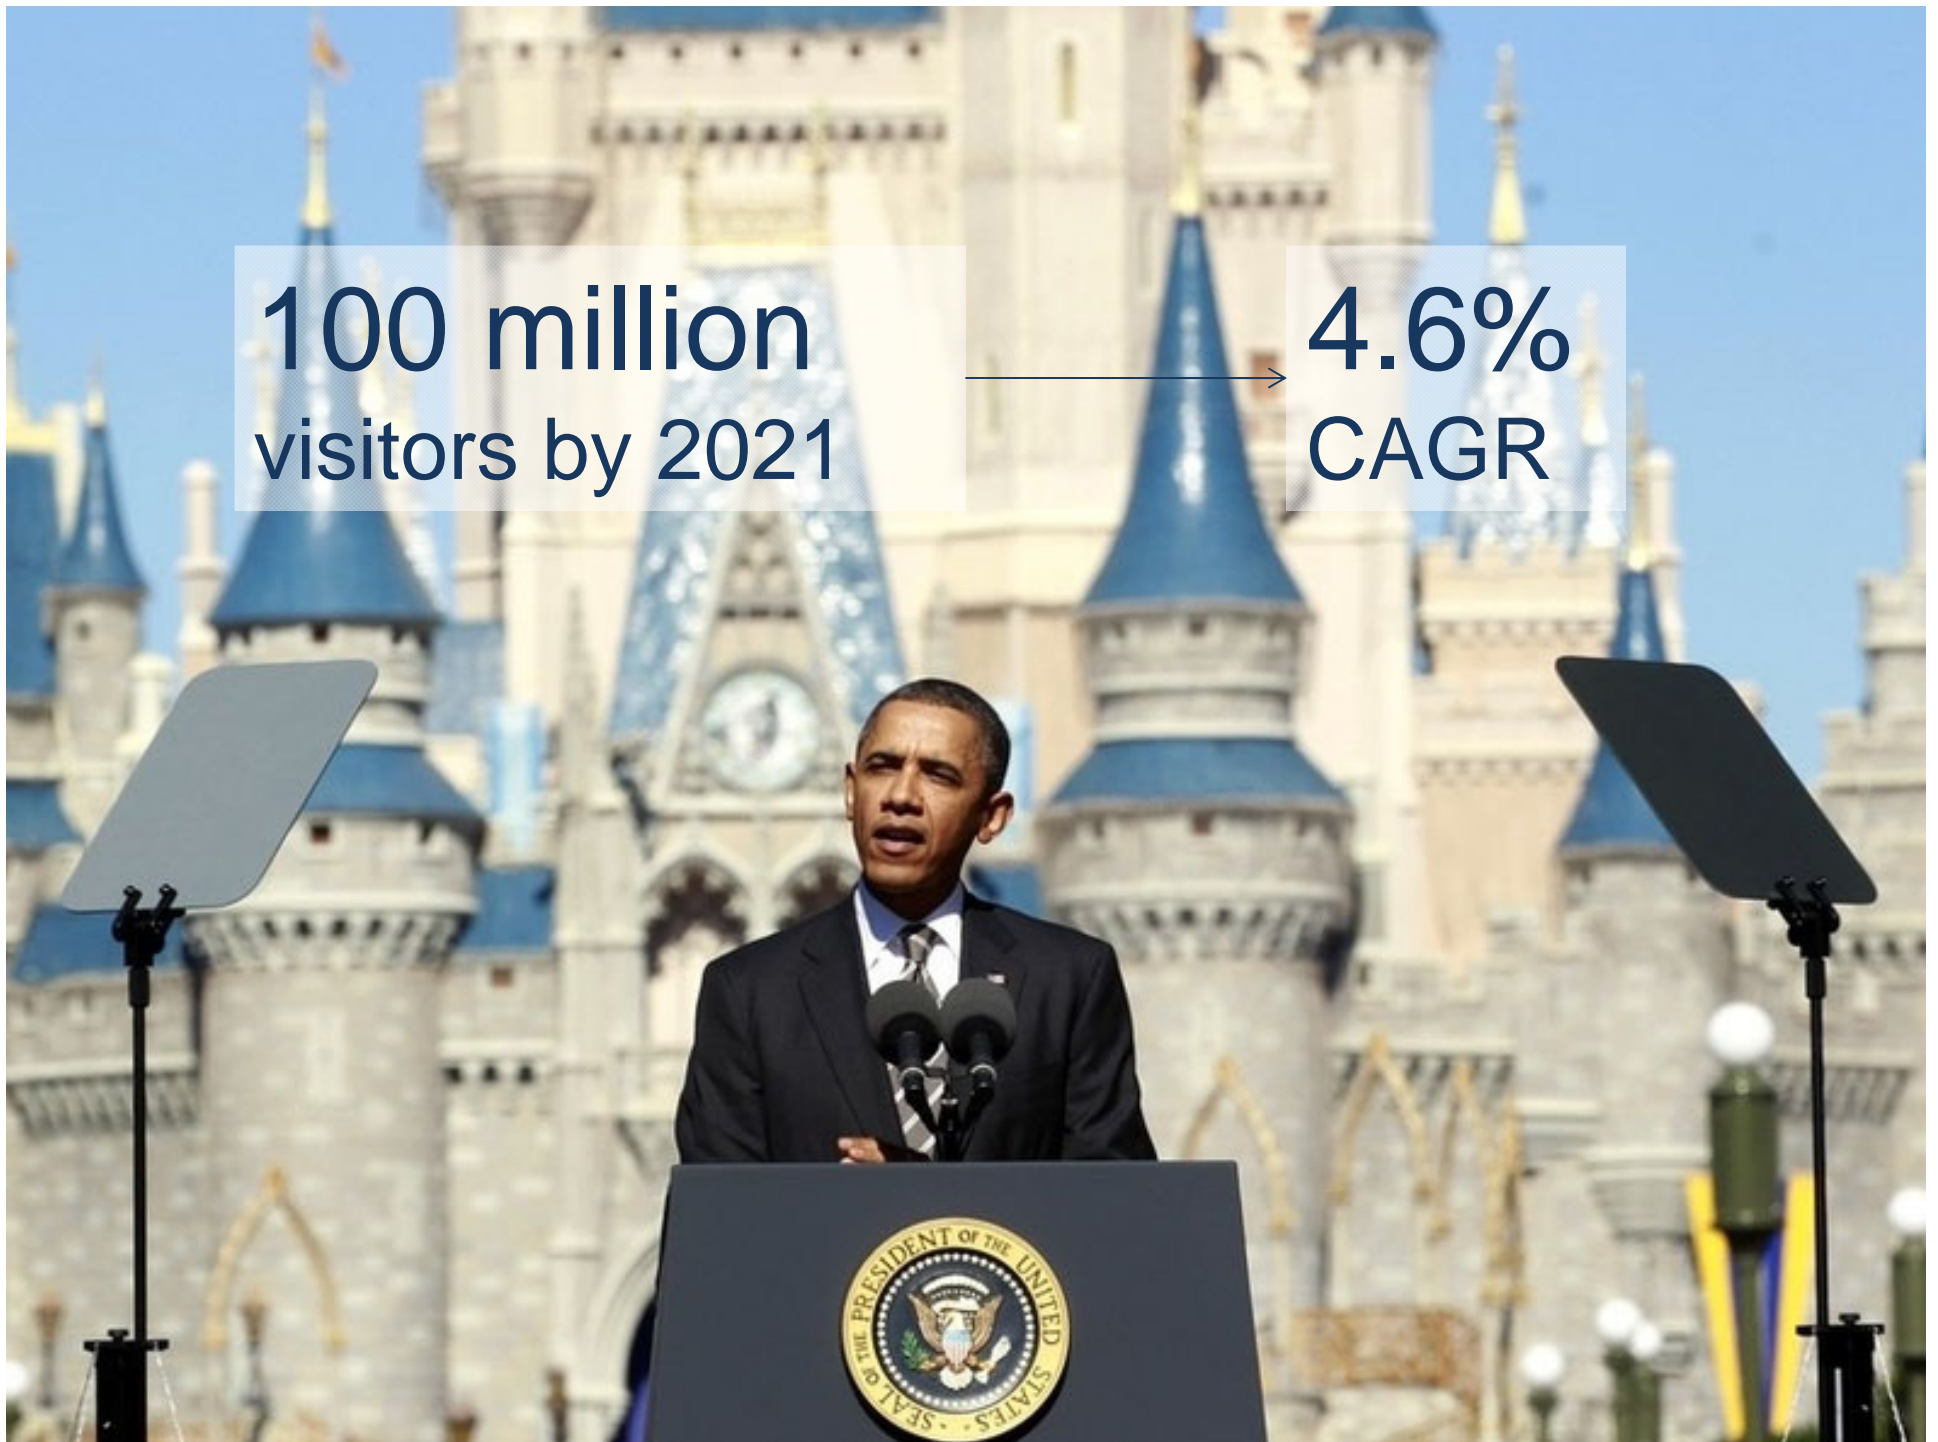 100 million
visitors by 2021
4.6%
CAGR
SEAL OF THE PRESIDENT OF THE UNITED STATES